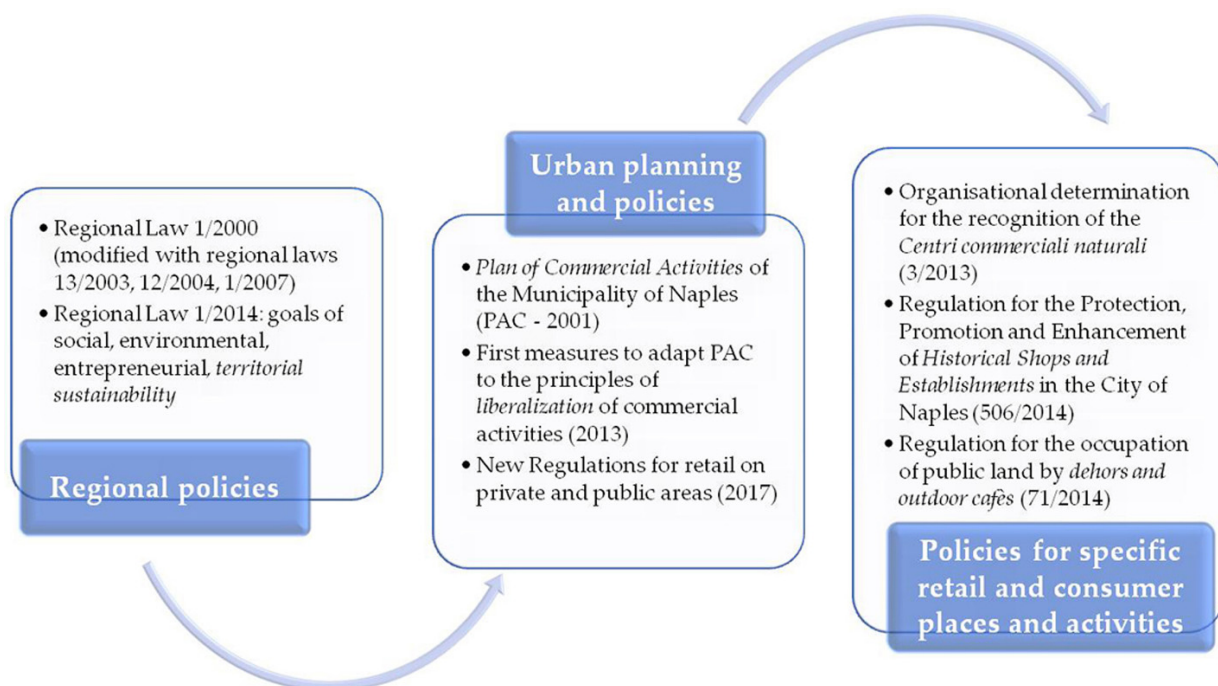 • Regional Law 1/2000
(modified with regional laws
13/2003, 12/2004, 1/2007)
• Regional Law 1/2014: goals of
social, environmental,
entrepreneurial, territorial
sustainability
Regional policies
Urban planning
and policies
• Plan of Commercial Activities of
the Municipality of Naples
(PAC - 2001)
• First measures to adapt PAC
to the principles of
liberalization of commercial
activities (2013)
• New Regulations for retail on
private and public areas (2017)
• Organisational determination
for the recognition of the
Centri commerciali naturali
(3/2013)
• Regulation for the Protection,
Promotion and Enhancement
of Historical Shops and
Establishments in the City of
Naples (506/2014)
• Regulation for the occupation
of public land by dehors and
outdoor cafès (71/2014)
Policies for specific
retail and consumer
places and activities